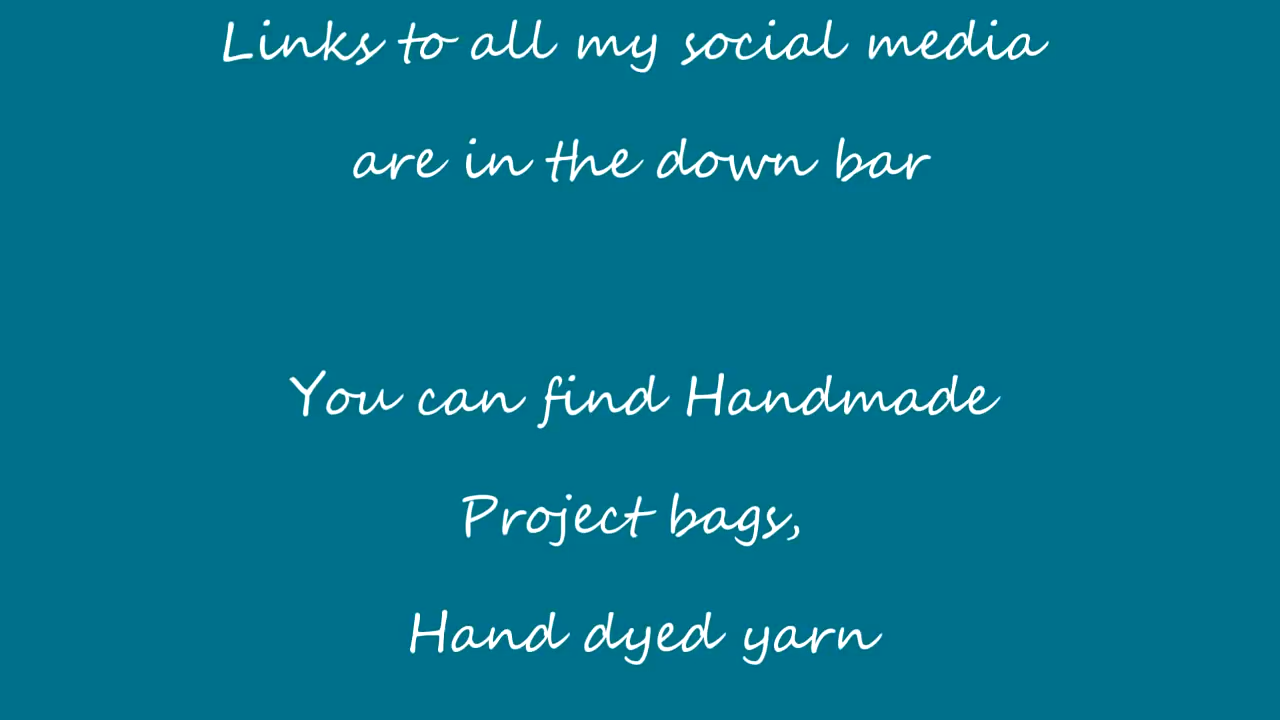 Links to all my social media
are in the down bar
You can find Handmade
Project bags,
Hand dyed yarn